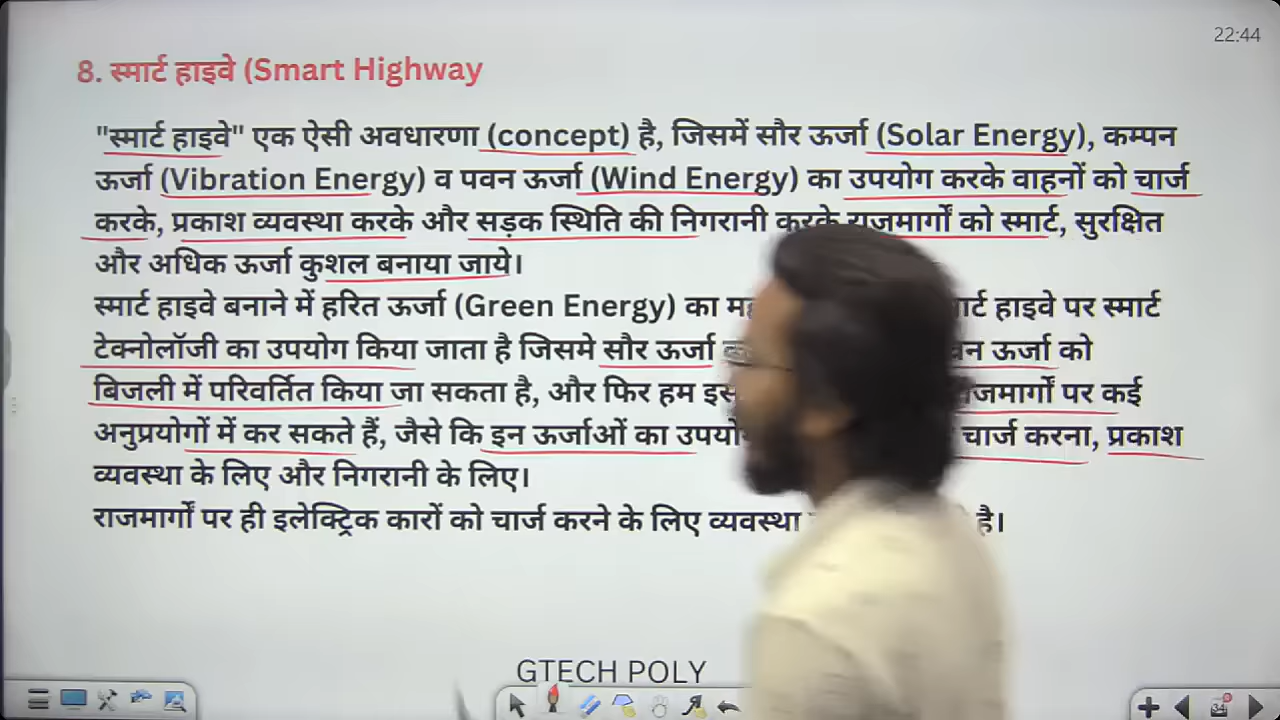 22:44
8. स्मार्ट हाइवे (Smart Highway
"स्मार्ट हाइवे" एक ऐसी अवधारणा (concept) है, जिसमें सौर ऊर्जा (Solar Energy), कम्पन
ऊर्जा (Vibration Energy) व पवन ऊर्जा (Wind Energy) का उपयोग करके वाहनों को चार्ज
करके, प्रकाश व्यवस्था करके और सड़क स्थिति की निगरानी करके राजमार्गों को स्मार्ट, सुरक्षित
और अधिक ऊर्जा कुशल बनाया जाये।
स्मार्ट हाइवे बनाने में हरित ऊर्जा (Green Energy) का हाइवे पर स्मार्ट
टेक्नोलॉजी का उपयोग किया जाता है जिसमे सौर ऊर्जा ऊर्जा को
बिजली में परिवर्तित किया जा सकता है, और फिर हम पर कई
अनुप्रयोगों में कर सकते हैं, जैसे कि इन ऊर्जाओं का चार्ज करना, प्रकाश
व्यवस्था के लिए और निगरानी के लिए।
राजमार्गों पर ही इलेक्ट्रिक कारों को चार्ज करने के लिए व्यवस्था है।
GTECH POLY
34